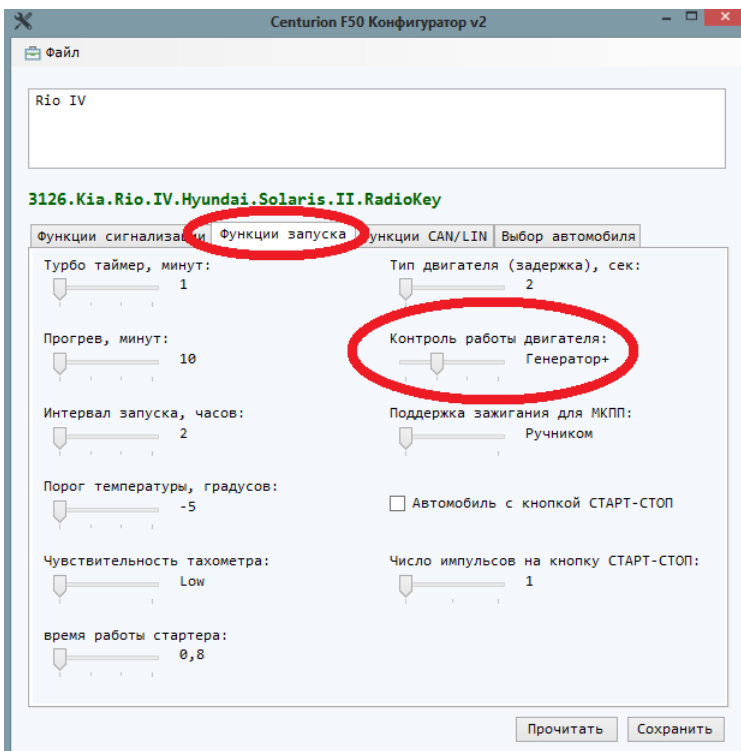 Centurion F50 Конфигуратор v2
Файл
Rio IV
3126.Kia.Rio.IV.Hyundai.Solaris.II.RadioKey
Функции сигнализации Функции запуска Функции CAN/LIN Выбор автомобиля
Турбо таймер, минут:
1
Тип двигателя (задержка), сек:
2
Прогрев, минут:
10
Контроль работы двигателя:
Генератор+
Интервал запуска, часов:
2
Поддержка зажигания для МКПП:
Ручником
Порог температуры, градусов:
-5
Автомобиль с кнопкой СТАРТ-СТОП
Чувствительность тахометра:
Low
Число импульсов на кнопку СТАРТ-СТОП:
1
время работы стартера:
0,8
Прочитать Сохранить